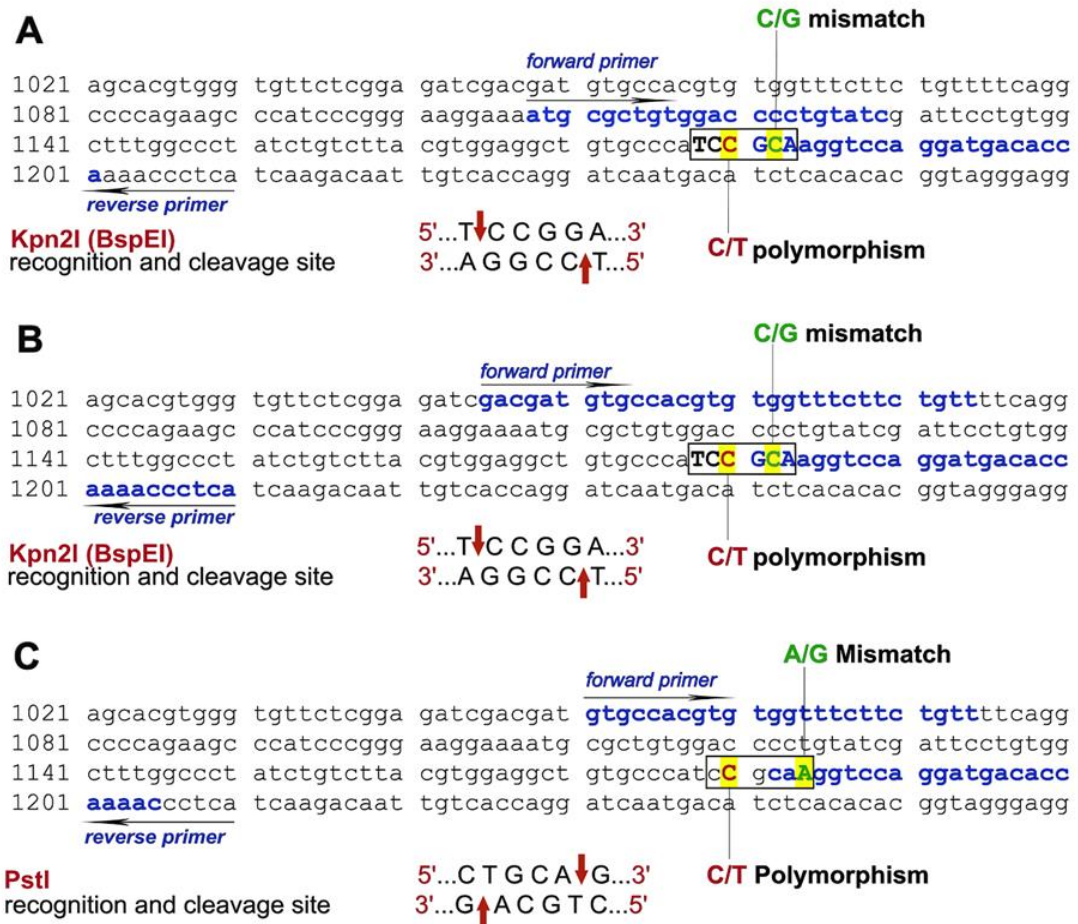 A
C/G mismatch
forward primer
1021 agcacgtggg tgttctcgga gatcgacgat gtgccacgtg tggtttcttc tgttttcagg
1081 ccccagaagc ccatcccggg aaggaaaatg cgctgtggac ccctgtatcg attcctgtgg
1141 ctttggccct atctgtctta cgtggaggct gtgcccaTCC GCAaggtcca ggatgacacc
1201 aaaaccctca tcaagacaat tgtcaccagg atcaatgaca tctcacacac ggtagggagg
reverse primer
Kpn2I (BspEI)
recognition and cleavage site
5'...T CCGGA...3'
3'...AGGCC T...5'
C/T polymorphism
B
C/G mismatch
forward primer
1021 agcacgtggg tgttctcgga gatcgacgat gtgccacgtg tggtttcttc tgttttcagg
1081 ccccagaagc ccatcccggg aaggaaaatg cgctgtggac ccctgtatcg attcctgtgg
1141 ctttggccct atctgtctta cgtggaggct gtgcccaTCC GCAaggtcca ggatgacacc
1201 aaaaccctca tcaagacaat tgtcaccagg atcaatgaca tctcacacac ggtagggagg
reverse primer
Kpn2I (BspEI)
recognition and cleavage site
5'...T CCGGA...3'
3'...AGGCC T...5'
C/T polymorphism
C
A/G Mismatch
forward primer
1021 agcacgtggg tgttctcgga gatcgacgat gtgccacgtg tggtttcttc tgttttcagg
1081 ccccagaagc ccatcccggg aaggaaaatg cgctgtggac ccctgtatcg attcctgtgg
1141 ctttggccct atctgtctta cgtggaggct gtgcccatcC gcaAggtcca ggatgacacc
1201 aaaaccctca tcaagacaat tgtcaccagg atcaatgaca tctcacacac ggtagggagg
reverse primer
PstI
recognition and cleavage site
5'...CTGCA G...3'
3'...G ACGTC...5'
C/T Polymorphism